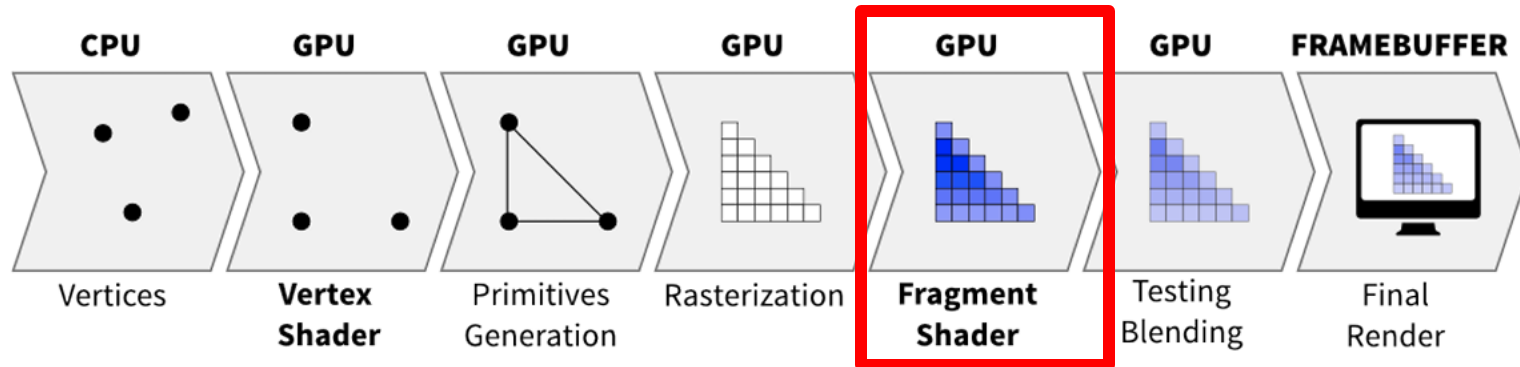 CPU
GPU
GPU
GPU
GPU
GPU
FRAMEBUFFER
Vertices
Vertex
Shader
Primitives
Generation
Rasterization
Fragment
Shader
Testing
Blending
Final
Render